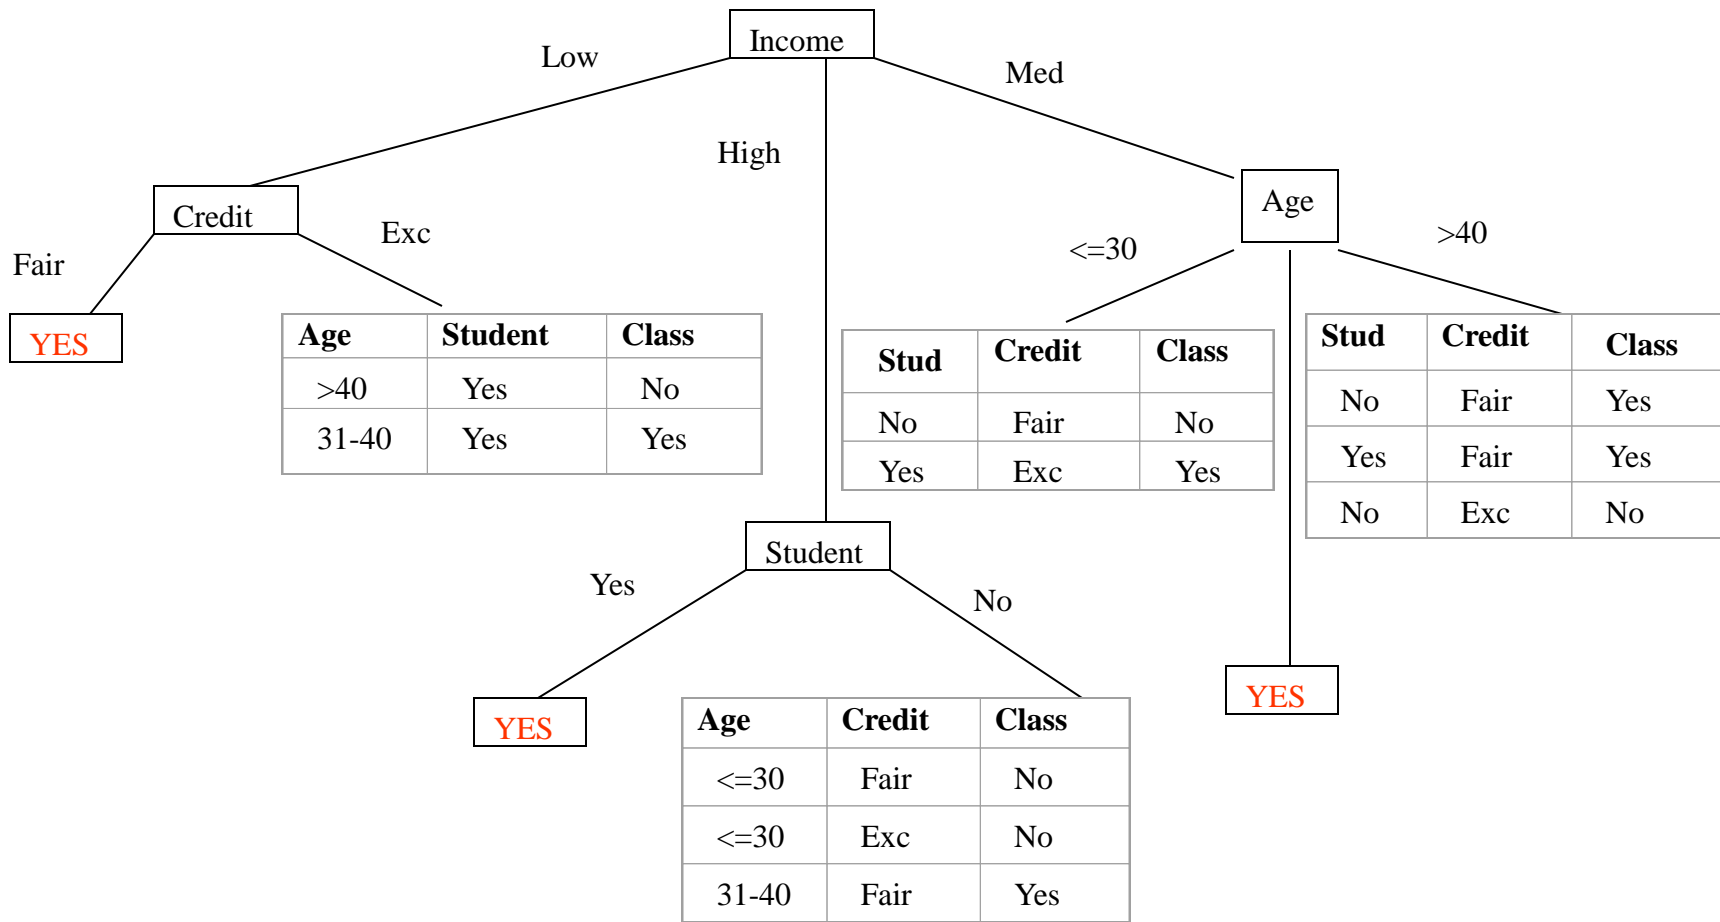 Income
Low
Med
High
Age
Credit
Exc
<=30
>40
Fair
YES
Age Student Class
>40 Yes No
31-40 Yes Yes
Stud Credit Class
No Fair No
Yes Exc Yes
Stud Credit Class
No Fair Yes
Yes Fair Yes
No Exc No
Student
Yes
No
YES
YES
Age Credit Class
<=30 Fair No
<=30 Exc No
31-40 Fair Yes